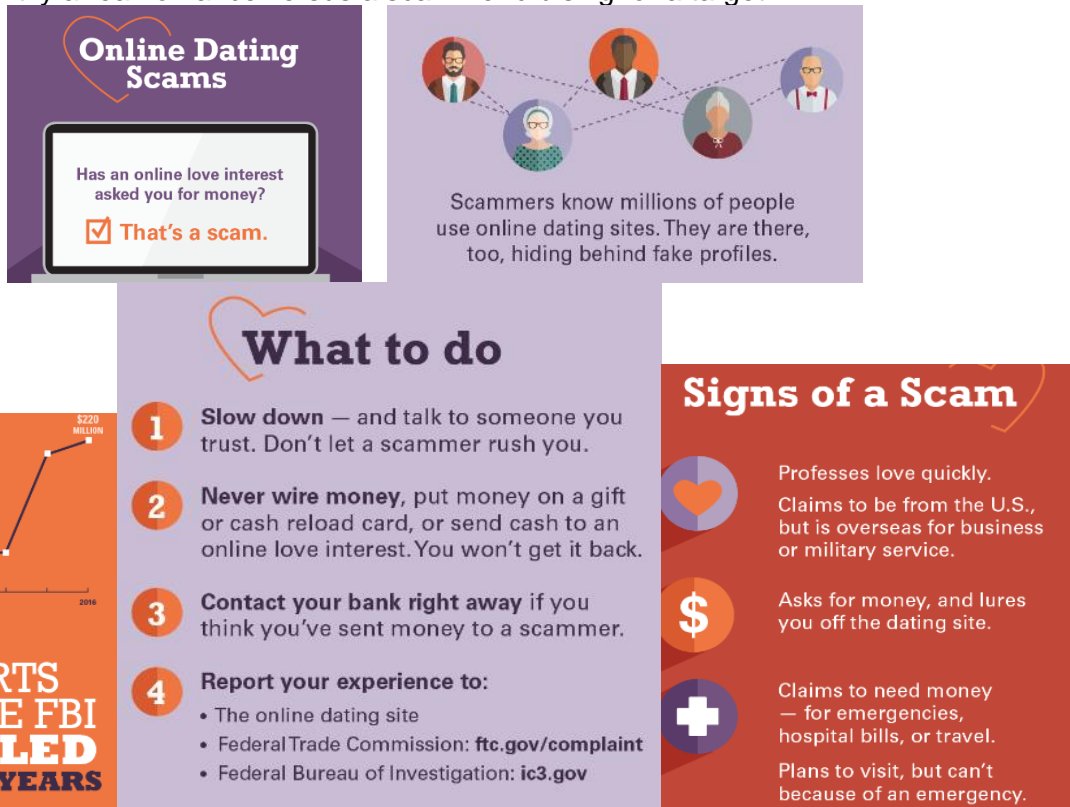 Online Dating
Scams
Has an online love interest
asked you for money?
That's a scam.
Scammers know millions of people
use online dating sites. They are there,
too, hiding behind fake profiles.
What to do
1
Slow down — and talk to someone you
trust. Don't let a scammer rush you.
2
Never wire money, put money on a gift
or cash reload card, or send cash to an
online love interest. You won't get it back.
3
Contact your bank right away if you
think you've sent money to a scammer.
4
Report your experience to:
• The online dating site
• Federal Trade Commission: ftc.gov/complaint
• Federal Bureau of Investigation: ic3.gov
$220
MILLION
2016
RTS
E FBI
LED
YEARS
Signs of a Scam
Professes love quickly.
Claims to be from the U.S.,
but is overseas for business
or military service.
$
Asks for money, and lures
you off the dating site.
Claims to need money
— for emergencies,
hospital bills, or travel.
Plans to visit, but can't
because of an emergency.